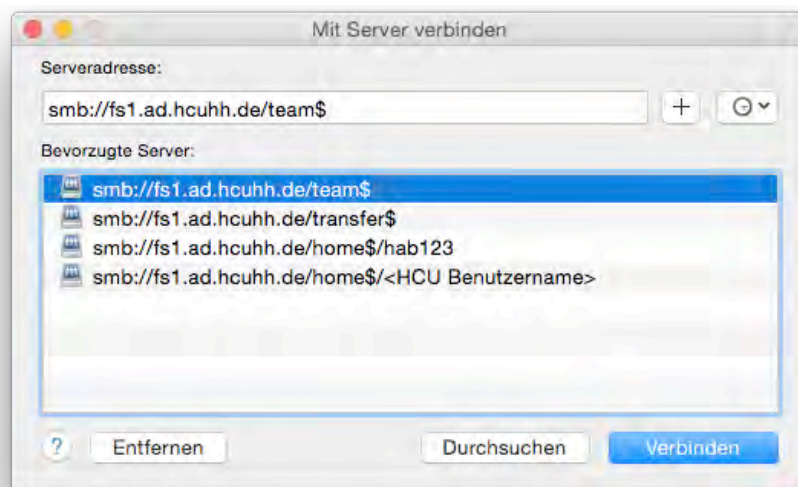 Mit Server verbinden
Serveradresse:
smb://fs1.ad.hcuhh.de/team$
Bevorzugte Server:
smb://fs1.ad.hcuhh.de/team$
smb://fs1.ad.hcuhh.de/transfer$
smb://fs1.ad.hcuhh.de/home$/hab123
smb://fs1.ad.hcuhh.de/home$/<HCU Benutzername>
? Entfernen Durchsuchen Verbinden